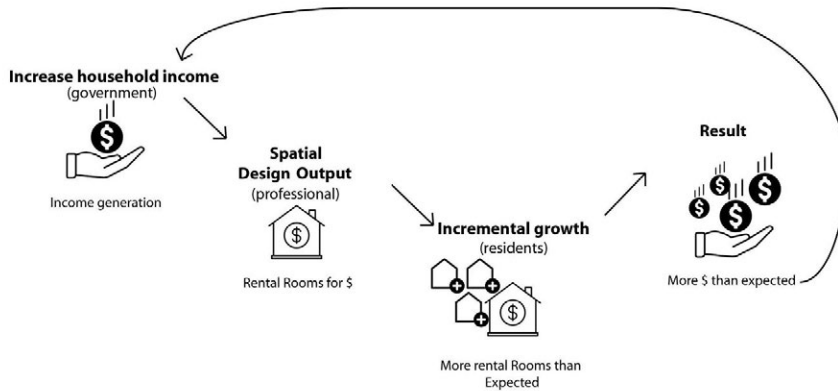 Increase household income
(government)
$
Income generation
Spatial
Design Output
(professional)
$
Rental Rooms for $
Incremental growth
(residents)
$
More rental Rooms than
Expected
Result
$
$
$
$
More $ than expected